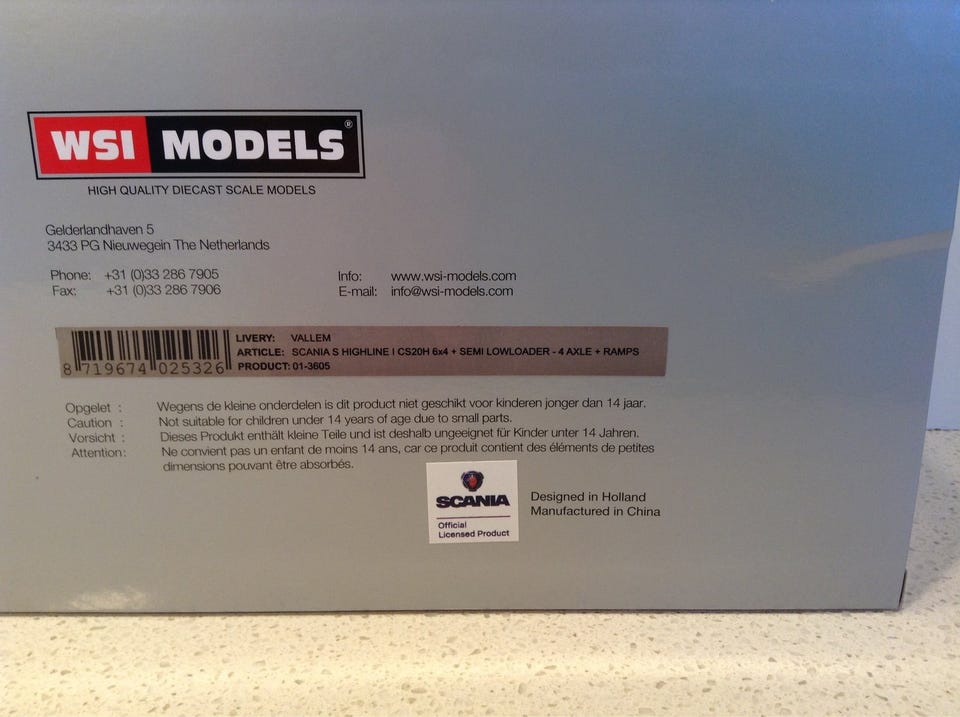 WSI MODELS®
HIGH QUALITY DIECAST SCALE MODELS
Gelderlandhaven 5
3433 PG Nieuwegein The Netherlands
Phone: +31 (0)33 286 7905
Fax: +31 (0)33 286 7906
Info: www.wsi-models.com
E-mail: info@wsi-models.com
8 719674 025326
LIVERY: VALLEM
ARTICLE: SCANIA S HIGHLINE I CS20H 6x4 + SEMI LOWLOADER - 4 AXLE + RAMPS
PRODUCT: 01-3605
Opgelet : Wegens de kleine onderdelen is dit product niet geschikt voor kinderen jonger dan 14 jaar.
Caution : Not suitable for children under 14 years of age due to small parts.
Vorsicht : Dieses Produkt enthält kleine Teile und ist deshalb ungeeignet für Kinder unter 14 Jahren.
Attention: Ne convient pas un enfant de moins 14 ans, car ce produit contient des éléments de petites
dimensions pouvant être absorbés.
SCANIA
Official
Licensed Product
Designed in Holland
Manufactured in China